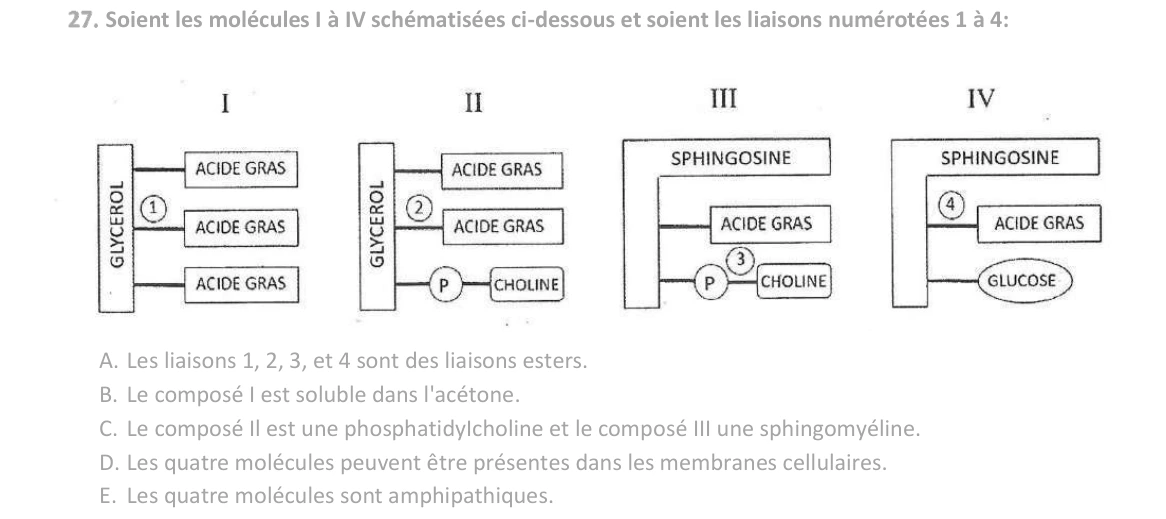 27. Soient les molécules I à IV schématisées ci-dessous et soient les liaisons numérotées 1 à 4:
I II III IV
GLYCEROL
ACIDE GRAS
1
ACIDE GRAS
ACIDE GRAS
GLYCEROL
ACIDE GRAS
2
ACIDE GRAS
P CHOLINE
SPHINGOSINE
ACIDE GRAS
3
P CHOLINE
SPHINGOSINE
4
ACIDE GRAS
GLUCOSE
A. Les liaisons 1, 2, 3, et 4 sont des liaisons esters.
B. Le composé I est soluble dans l'acétone.
C. Le composé Il est une phosphatidylcholine et le composé III une sphingomyéline.
D. Les quatre molécules peuvent être présentes dans les membranes cellulaires.
E. Les quatre molécules sont amphipathiques.